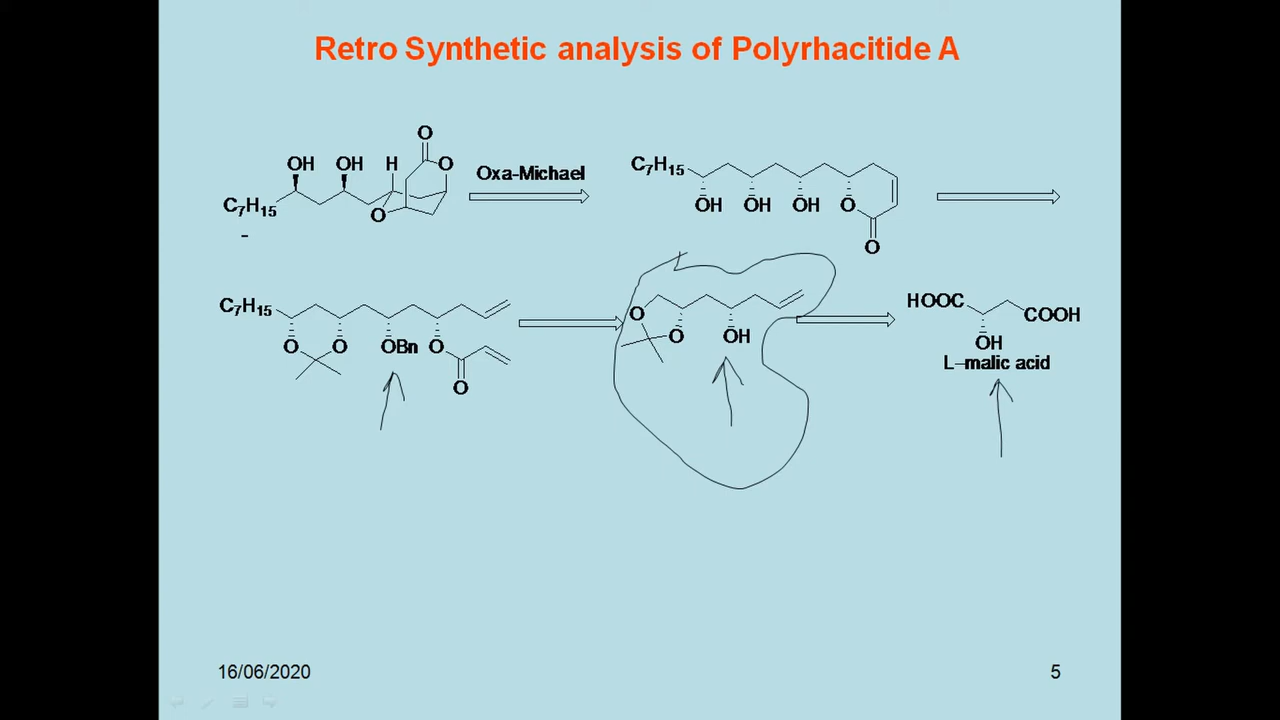 Retro Synthetic analysis of Polyrhacitide A
O
OH OH H O
C7H15
O
Oxa-Michael
C7H15
OH OH OH O
O
C7H15
O O OBn O
O
O
O OH
HOOC
COOH
OH
L-malic acid
16/06/2020
5